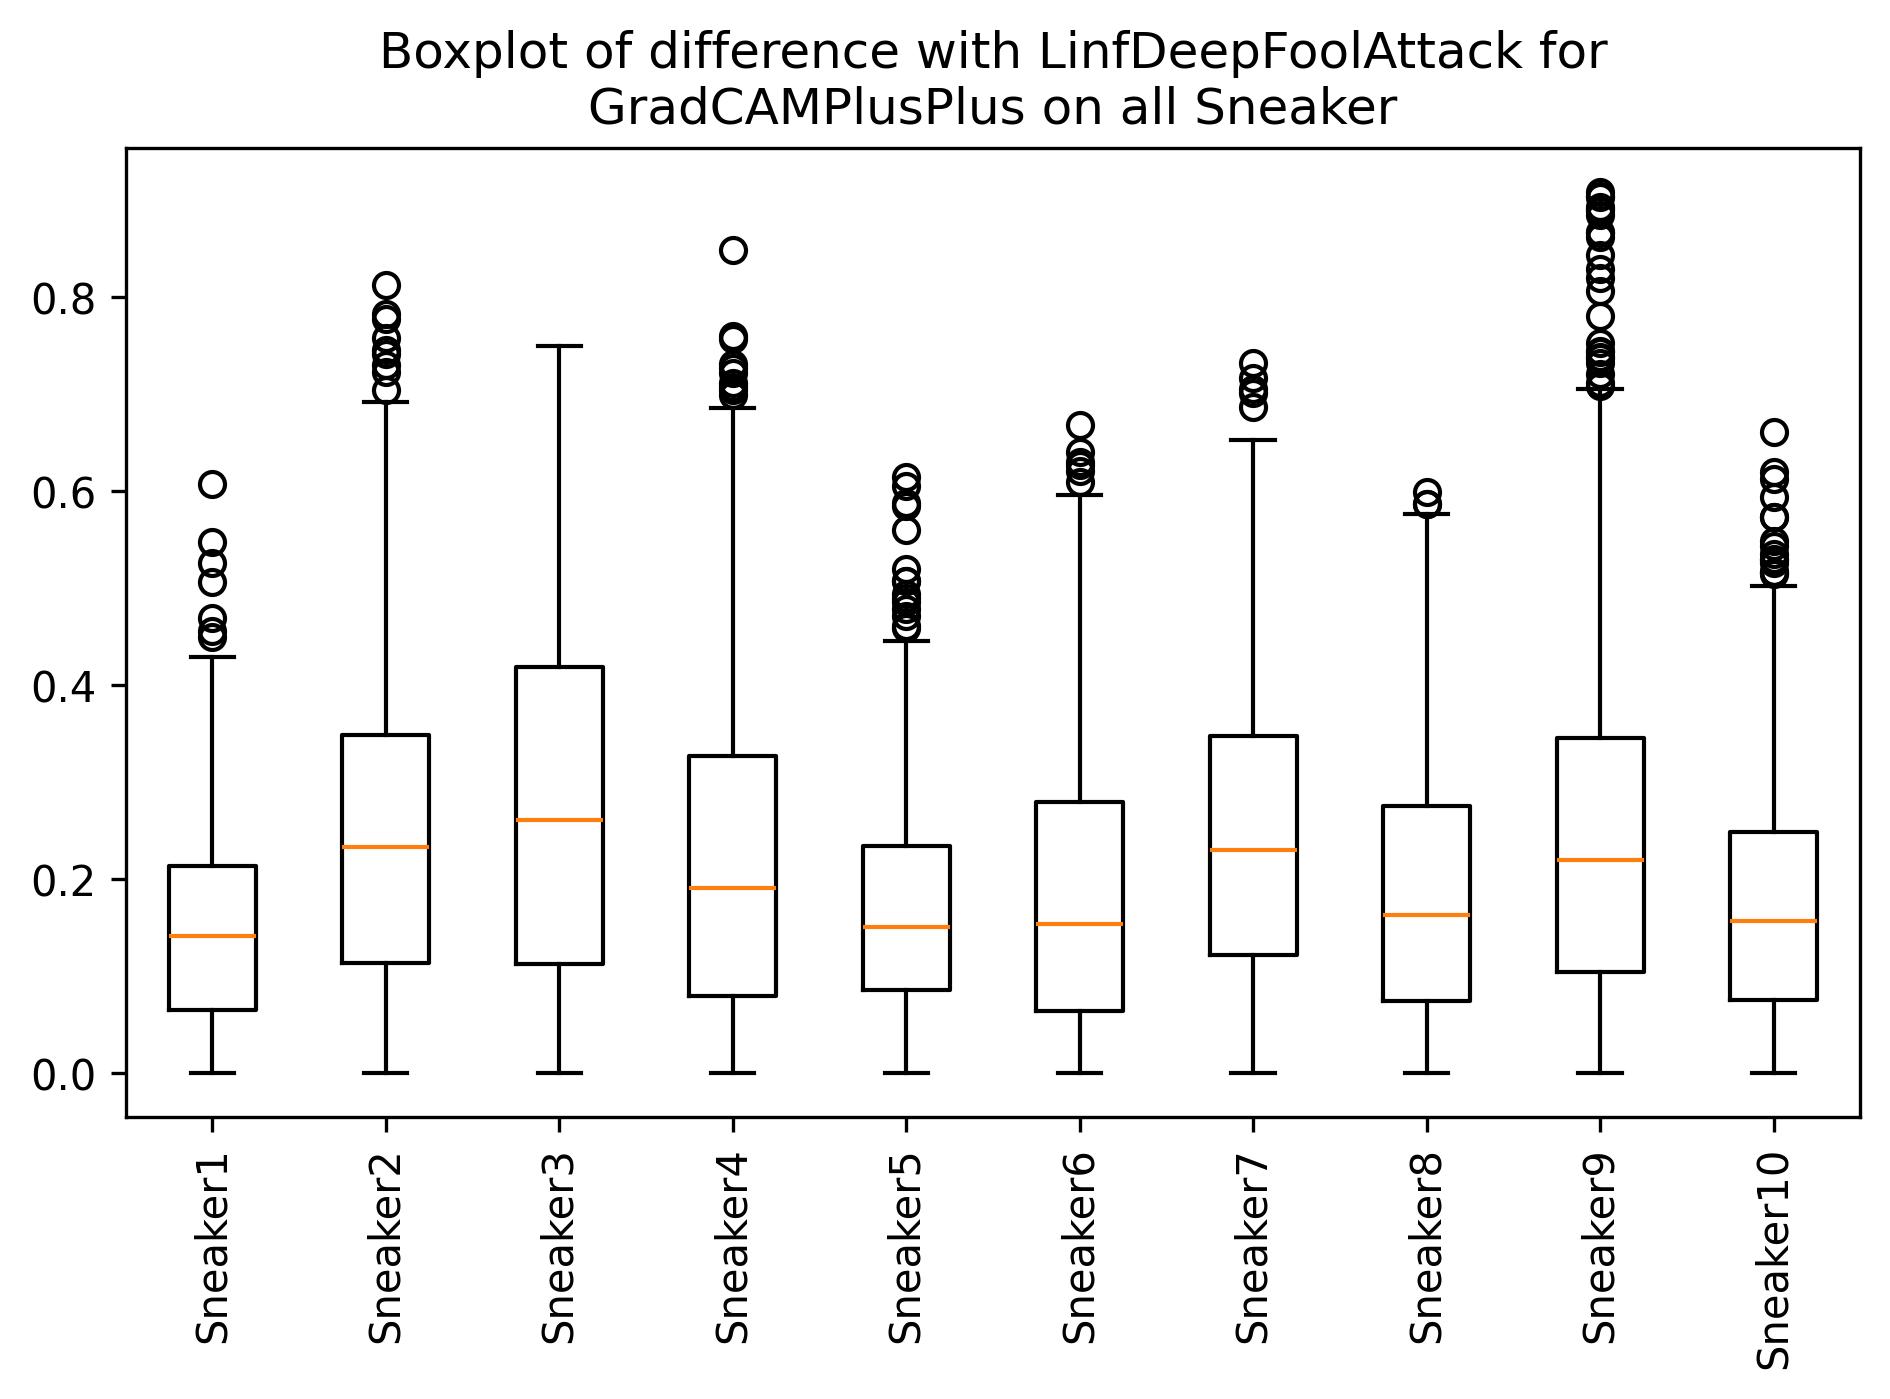 Boxplot of difference with LinfDeepFoolAttack for
GradCAMPlusPlus on all Sneaker
0.8
0.6
0.4
0.2
0.0
Sneaker1
Sneaker2
Sneaker3
Sneaker4
Sneaker5
Sneaker6
Sneaker7
Sneaker8
Sneaker9
Sneaker10